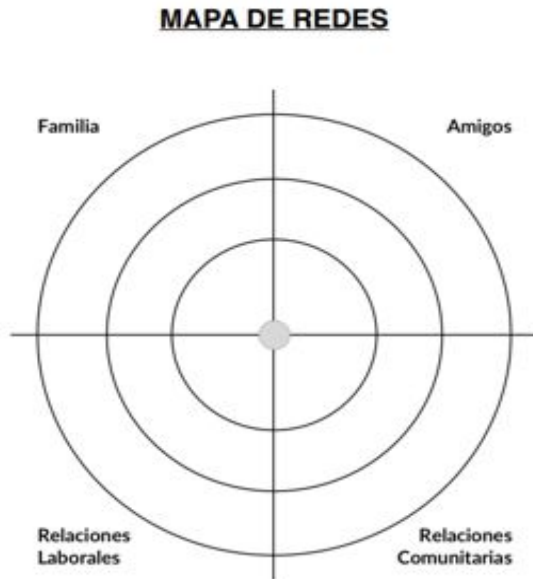 MAPA DE REDES
Familia
Amigos
Relaciones
Laborales
Relaciones
Comunitarias